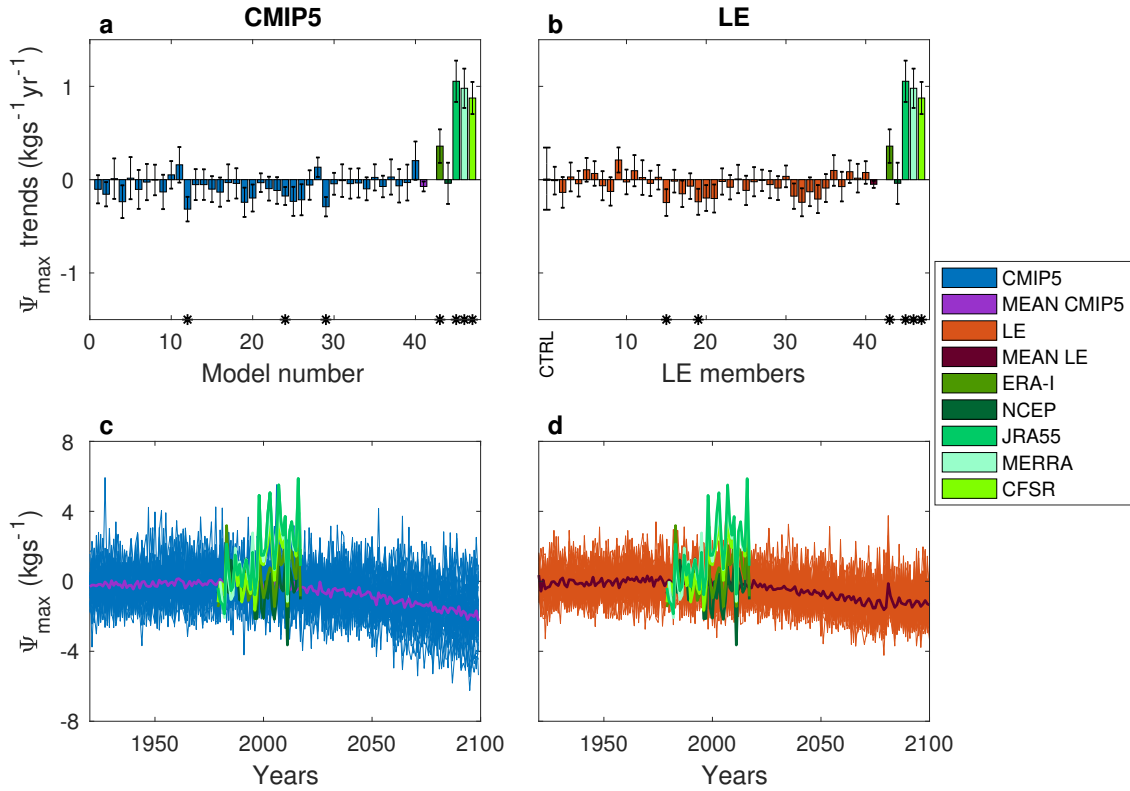 CMIP5
LE
a
b
Ψmax trends (kgs⁻¹yr⁻¹)
1
0
-1
0 10 20 30 40
Model number
CTRL
10 20 30 40
LE members
CMIP5
MEAN CMIP5
LE
MEAN LE
ERA-I
NCEP
JRA55
MERRA
CFSR
c
d
Ψmax (kgs⁻¹)
8
4
0
-4
-8
1950 2000 2050 2100
Years
1950 2000 2050 2100
Years